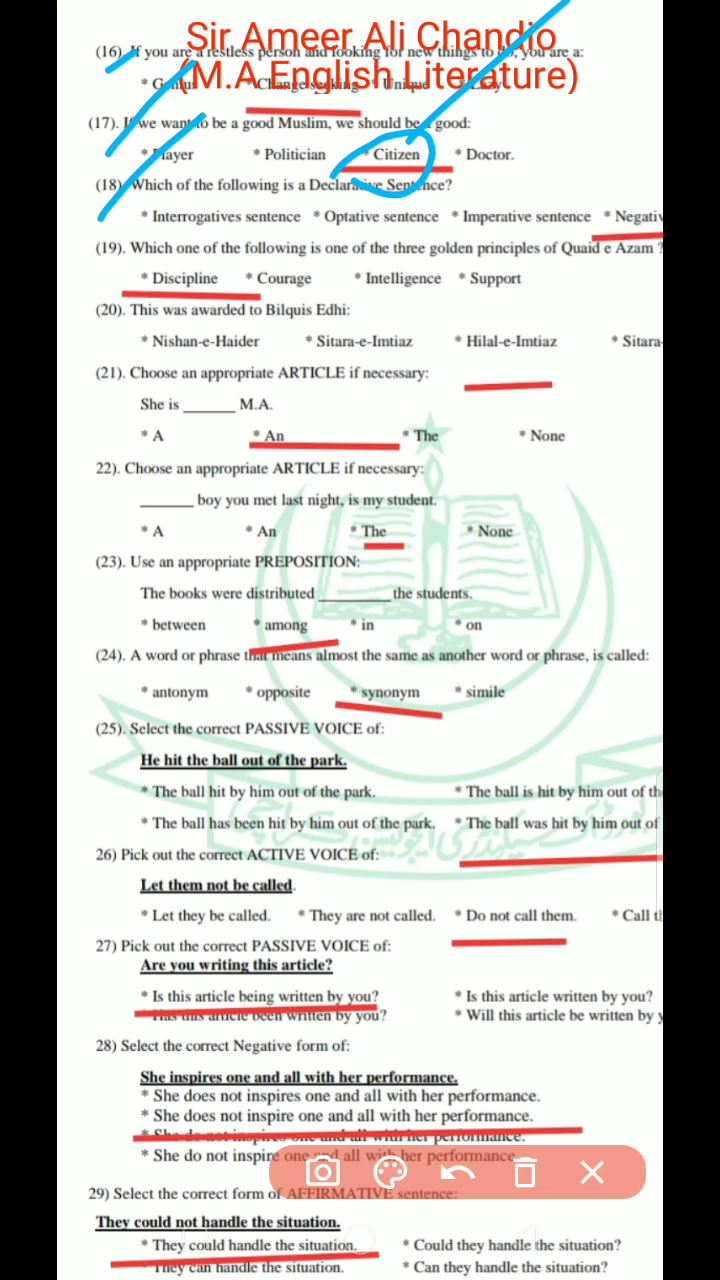 Sir Ameer Ali Chandio
(M.A English Literature)
(16). If you are a restless person and looking for new things to do, you are a:
* Genius * Change seeking * Unique * Lazy
(17). If we want to be a good Muslim, we should be a good:
* Player * Politician * Citizen * Doctor.
(18). Which of the following is a Declarative Sentence?
* Interrogatives sentence * Optative sentence * Imperative sentence * Negativ
(19). Which one of the following is one of the three golden principles of Quaid e Azam ?
* Discipline * Courage * Intelligence * Support
(20). This was awarded to Bilquis Edhi:
* Nishan-e-Haider * Sitara-e-Imtiaz * Hilal-e-Imtiaz * Sitara-
(21). Choose an appropriate ARTICLE if necessary:
She is ______ M.A.
* A * An * The * None
22). Choose an appropriate ARTICLE if necessary:
______ boy you met last night, is my student.
* A * An * The * None
(23). Use an appropriate PREPOSITION:
The books were distributed ________ the students.
* between * among * in * on
(24). A word or phrase that means almost the same as another word or phrase, is called:
* antonym * opposite * synonym * simile
(25). Select the correct PASSIVE VOICE of:
He hit the ball out of the park.
* The ball hit by him out of the park. * The ball is hit by him out of th
* The ball has been hit by him out of the park. * The ball was hit by him out of
26) Pick out the correct ACTIVE VOICE of:
Let them not be called.
* Let they be called. * They are not called. * Do not call them. * Call th
27) Pick out the correct PASSIVE VOICE of:
Are you writing this article?
* Is this article being written by you? * Is this article written by you?
* Has this article been written by you? * Will this article be written by y
28) Select the correct Negative form of:
She inspires one and all with her performance.
* She does not inspires one and all with her performance.
* She does not inspire one and all with her performance.
* She do not inspires one and all with her performance.
* She do not inspire one and all with her performance.
29) Select the correct form of AFFIRMATIVE sentence:
They could not handle the situation.
* They could handle the situation. * Could they handle the situation?
* They can handle the situation. * Can they handle the situation?